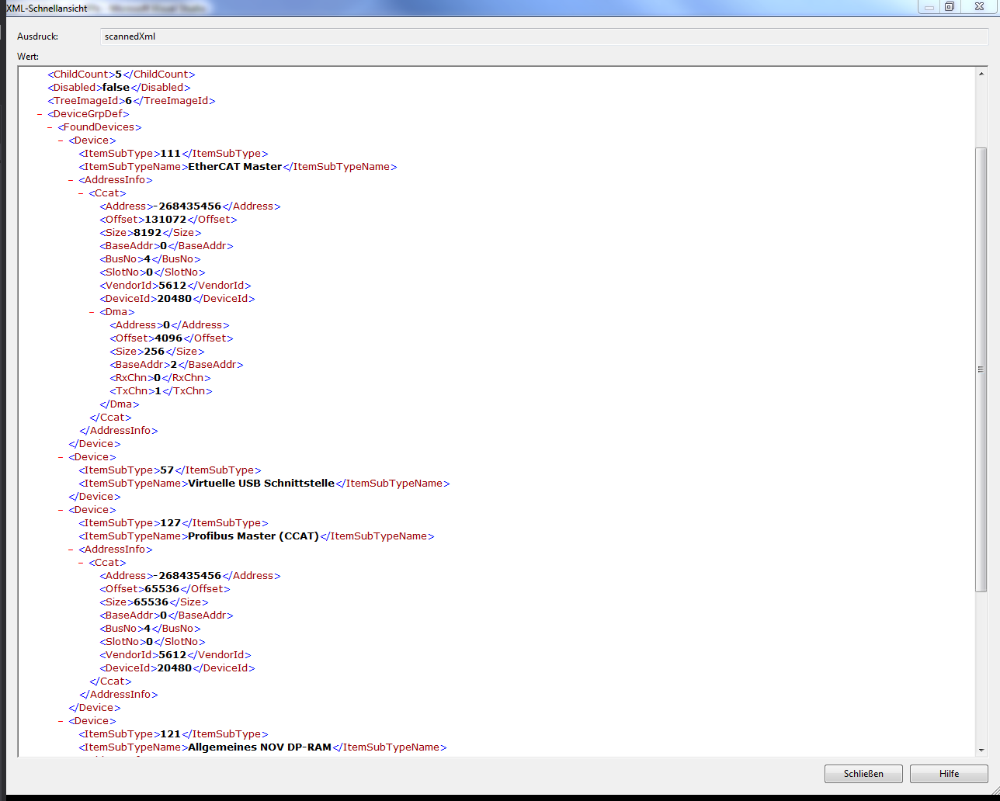 XML-Schnellansicht
Ausdruck: scannedXml
Wert:
<ChildCount>5</ChildCount>
<Disabled>false</Disabled>
<TreeImageId>6</TreeImageId>
- <DeviceGrpDef>
- <FoundDevices>
- <Device>
<ItemSubType>111</ItemSubType>
<ItemSubTypeName>EtherCAT Master</ItemSubTypeName>
- <AddressInfo>
- <Ccat>
<Address>-268435456</Address>
<Offset>131072</Offset>
<Size>8192</Size>
<BaseAddr>0</BaseAddr>
<BusNo>4</BusNo>
<SlotNo>0</SlotNo>
<VendorId>5612</VendorId>
<DeviceId>20480</DeviceId>
- <Dma>
<Address>0</Address>
<Offset>4096</Offset>
<Size>256</Size>
<BaseAddr>2</BaseAddr>
<RxChn>0</RxChn>
<TxChn>1</TxChn>
</Dma>
</Ccat>
</AddressInfo>
</Device>
- <Device>
<ItemSubType>57</ItemSubType>
<ItemSubTypeName>Virtuelle USB Schnittstelle</ItemSubTypeName>
</Device>
- <Device>
<ItemSubType>127</ItemSubType>
<ItemSubTypeName>Profibus Master (CCAT)</ItemSubTypeName>
- <AddressInfo>
- <Ccat>
<Address>-268435456</Address>
<Offset>65536</Offset>
<Size>65536</Size>
<BaseAddr>0</BaseAddr>
<BusNo>4</BusNo>
<SlotNo>0</SlotNo>
<VendorId>5612</VendorId>
<DeviceId>20480</DeviceId>
</Ccat>
</AddressInfo>
</Device>
- <Device>
<ItemSubType>121</ItemSubType>
<ItemSubTypeName>Allgemeines NOV DP-RAM</ItemSubTypeName>
Schließen Hilfe